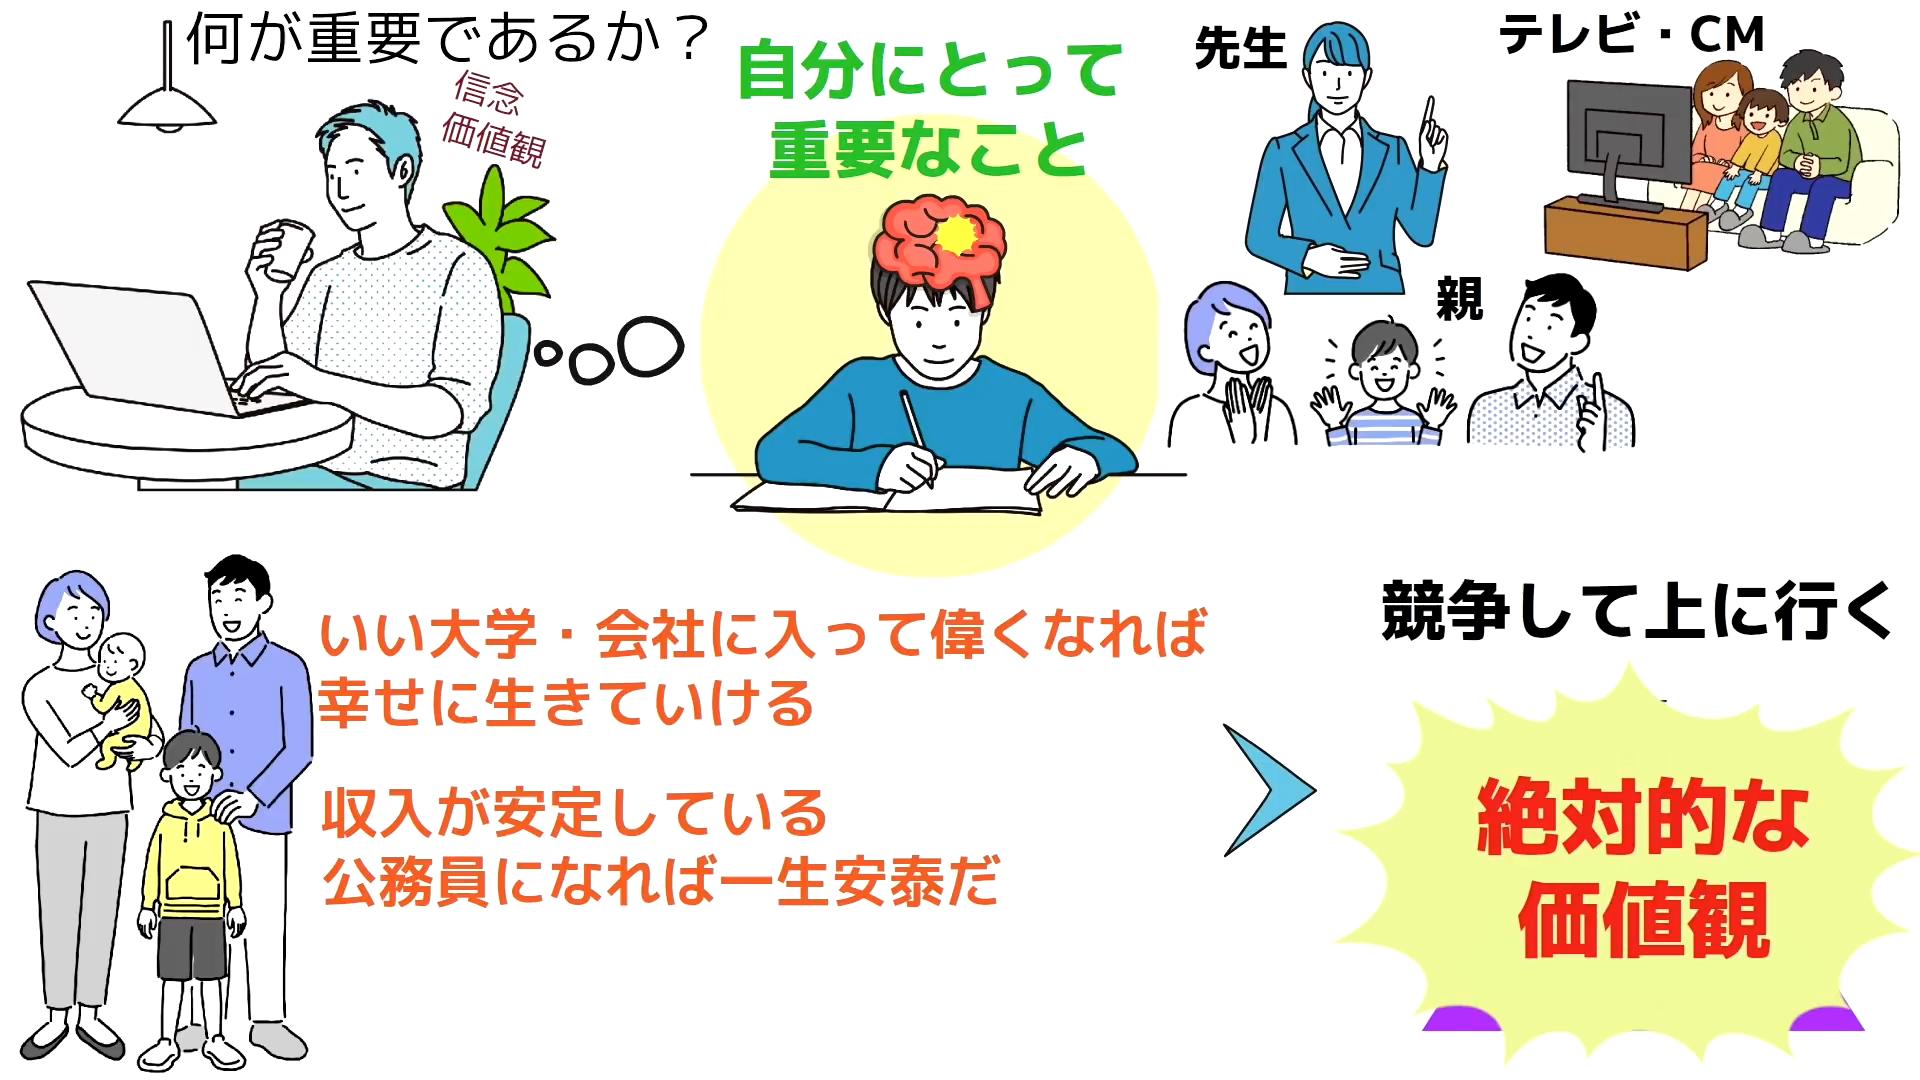 何が重要であるか？
信念
価値観
自分にとって
重要なこと
先生
テレビ・CM
親
いい大学・会社に入って偉くなれば
幸せに生きていける
収入が安定している
公務員になれば一生安泰だ
競争して上に行く
絶対的な
価値観